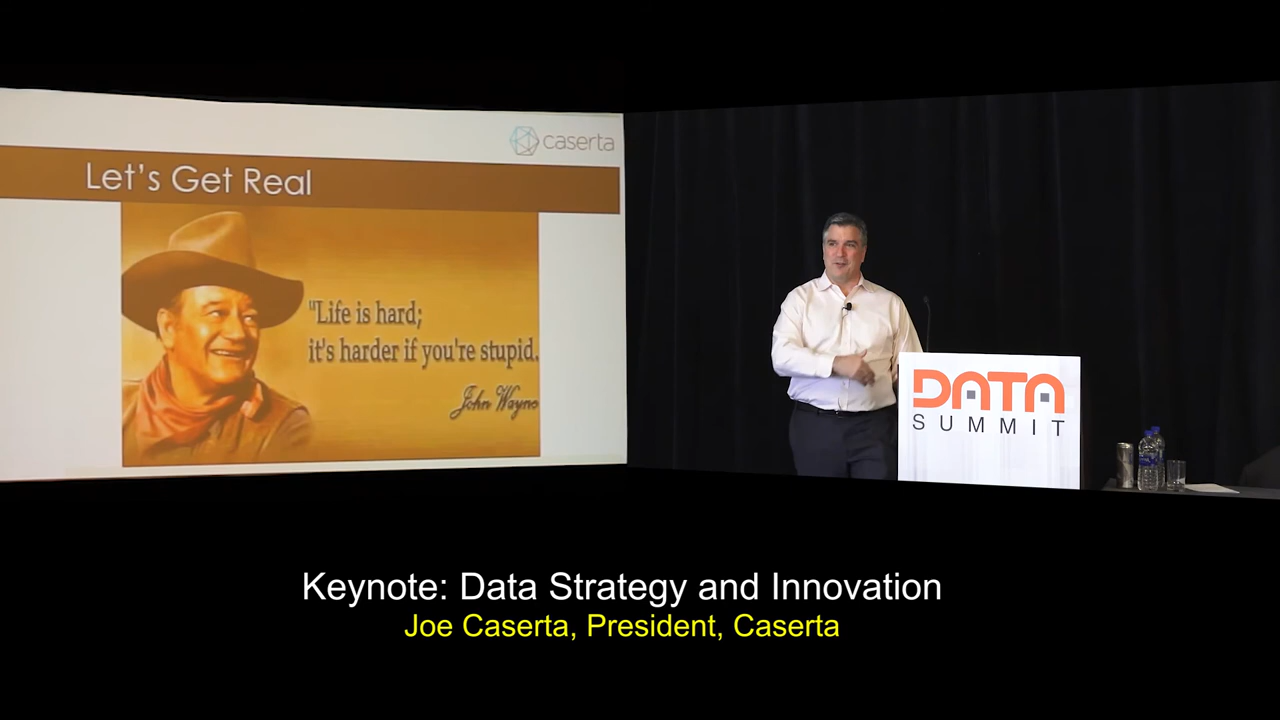 caserta
Let's Get Real
"Life is hard;
it's harder if you're stupid.
John Wayne
DATA
SUMMIT
Keynote: Data Strategy and Innovation
Joe Caserta, President, Caserta